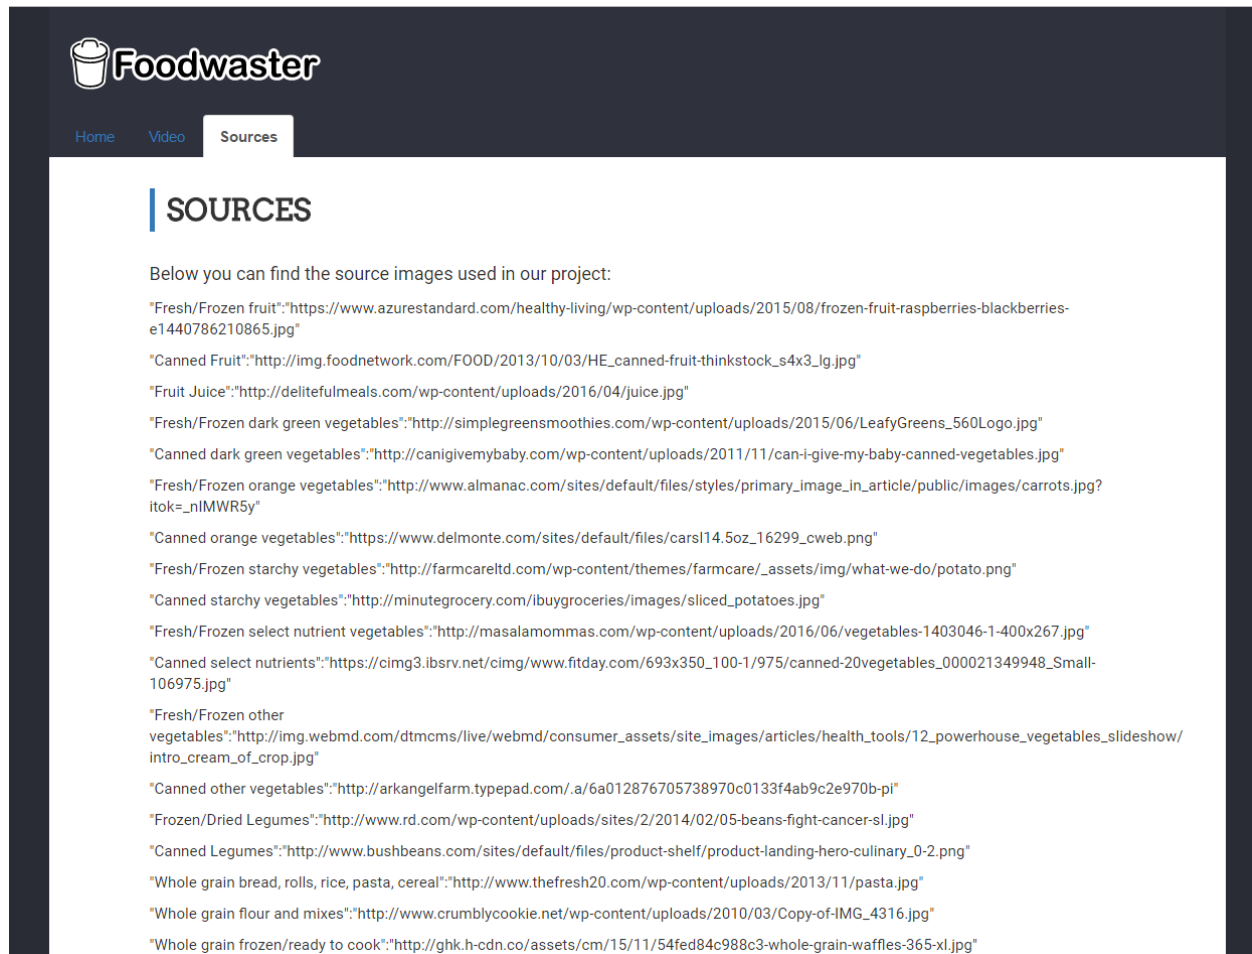 Foodwaster
Home Video Sources
SOURCES
Below you can find the source images used in our project:
"Fresh/Frozen fruit":"https://www.azurestandard.com/healthy-living/wp-content/uploads/2015/08/frozen-fruit-raspberries-blackberries-
e1440786210865.jpg"
"Canned Fruit":"http://img.foodnetwork.com/FOOD/2013/10/03/HE_canned-fruit-thinkstock_s4x3_lg.jpg"
"Fruit Juice":"http://delitefulmeals.com/wp-content/uploads/2016/04/juice.jpg"
"Fresh/Frozen dark green vegetables":"http://simplegreensmoothies.com/wp-content/uploads/2015/06/LeafyGreens_560Logo.jpg"
"Canned dark green vegetables":"http://canigivemybaby.com/wp-content/uploads/2011/11/can-i-give-my-baby-canned-vegetables.jpg"
"Fresh/Frozen orange vegetables":"http://www.almanac.com/sites/default/files/styles/primary_image_in_article/public/images/carrots.jpg?
itok=_nIMWR5y"
"Canned orange vegetables":"https://www.delmonte.com/sites/default/files/carsl14.5oz_16299_cweb.png"
"Fresh/Frozen starchy vegetables":"http://farmcareltd.com/wp-content/themes/farmcare/_assets/img/what-we-do/potato.png"
"Canned starchy vegetables":"http://minutegrocery.com/ibuygroceries/images/sliced_potatoes.jpg"
"Fresh/Frozen select nutrient vegetables":"http://masalamommas.com/wp-content/uploads/2016/06/vegetables-1403046-1-400x267.jpg"
"Canned select nutrients":"https://cimg3.ibsrv.net/cimg/www.fitday.com/693x350_100-1/975/canned-20vegetables_000021349948_Small-
106975.jpg"
"Fresh/Frozen other
vegetables":"http://img.webmd.com/dtmcms/live/webmd/consumer_assets/site_images/articles/health_tools/12_powerhouse_vegetables_slideshow/
intro_cream_of_crop.jpg"
"Canned other vegetables":"http://arkangelfarm.typepad.com/.a/6a012876705738970c0133f4ab9c2e970b-pi"
"Frozen/Dried Legumes":"http://www.rd.com/wp-content/uploads/sites/2/2014/02/05-beans-fight-cancer-sl.jpg"
"Canned Legumes":"http://www.bushbeans.com/sites/default/files/product-shelf/product-landing-hero-culinary_0-2.png"
"Whole grain bread, rolls, rice, pasta, cereal":"http://www.thefresh20.com/wp-content/uploads/2013/11/pasta.jpg"
"Whole grain flour and mixes":"http://www.crumblycookie.net/wp-content/uploads/2010/03/Copy-of-IMG_4316.jpg"
"Whole grain frozen/ready to cook":"http://ghk.h-cdn.co/assets/cm/15/11/54fed84c988c3-whole-grain-waffles-365-xl.jpg"